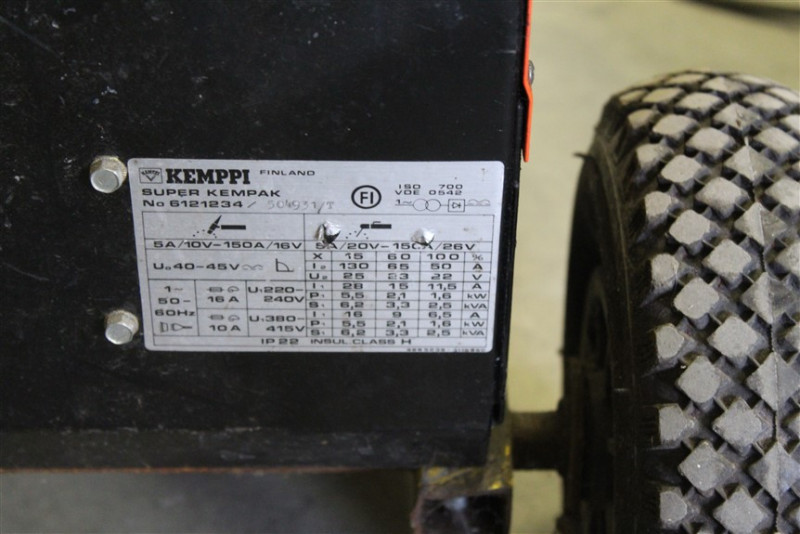 KEMPPI FINLAND
SUPER KEMPAK
No 6121234 / 504931/T
FI
ISO 700
VDE 0542
1~
5A/10V-150A/16V
5A/20V-150A/26V
X 15 60 100 %
U₀ 40-45V
I₂ 130 65 50 A
U₂ 25 23 22 V
1~
50-
60Hz
16 A
U₁ 220-
240V
I₁ 28 15 11,5 A
P₁ 5,5 2,1 1,6 kW
S₁ 6,2 3,3 2,5 kVA
10 A
U₁ 380-
415V
I₁ 16 9 6,5 A
P₁ 5,5 2,1 1,6 kW
S₁ 6,2 3,3 2,5 kVA
IP 22 INSUL CLASS H